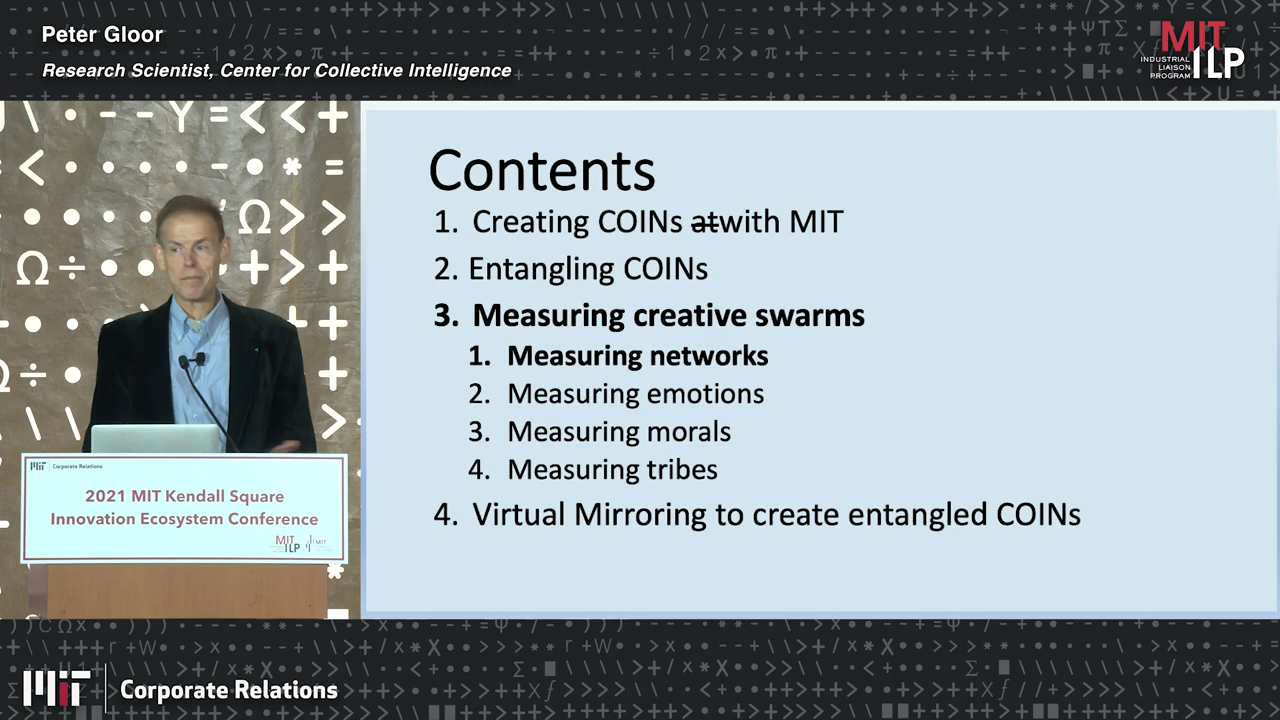 Peter Gloor
Research Scientist, Center for Collective Intelligence
MIT
INDUSTRIAL
LIAISON
PROGRAM
ILP
Contents
1. Creating COINs atwith MIT
2. Entangling COINs
3. Measuring creative swarms
1. Measuring networks
2. Measuring emotions
3. Measuring morals
4. Measuring tribes
4. Virtual Mirroring to create entangled COINs
MIT Corporate Relations
2021 MIT Kendall Square
Innovation Ecosystem Conference
MIT
ILP
MIT
MIT Corporate Relations